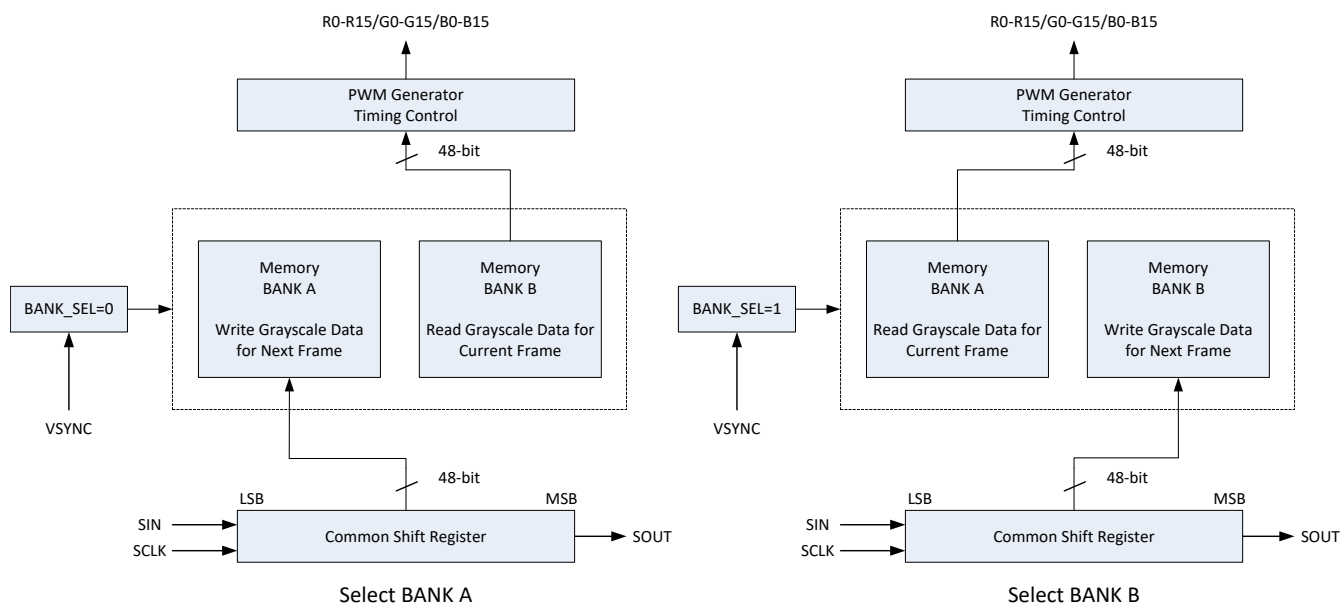 R0-R15/G0-G15/B0-B15
PWM Generator
Timing Control
48-bit
Memory
BANK A
Write Grayscale Data
for Next Frame
Memory
BANK B
Read Grayscale Data for
Current Frame
BANK_SEL=0
VSYNC
48-bit
LSB
MSB
SIN
SCLK
Common Shift Register
SOUT
Select BANK A
R0-R15/G0-G15/B0-B15
PWM Generator
Timing Control
48-bit
Memory
BANK A
Read Grayscale Data for
Current Frame
Memory
BANK B
Write Grayscale Data
for Next Frame
BANK_SEL=1
VSYNC
48-bit
LSB
MSB
SIN
SCLK
Common Shift Register
SOUT
Select BANK B